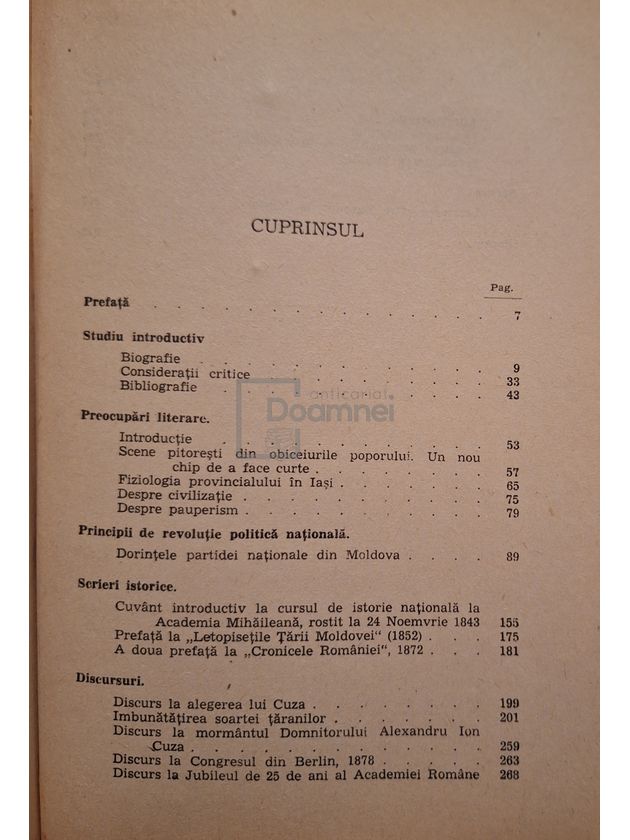 CUPRINSUL
Pag.
Prefață . . . . . . . . . . . . . . . 7
Studiu introductiv
Biografie . . . . . . . . . . . . . 9
Considerații critice . . . . . . . . . . 33
Bibliografie . . . . . . . . . . . . 43
anticariat
Doamnei
Preocupări literare.
Introducție . . . . . . . . . . . . 53
Scene pitorești din obiceiurile poporului. Un nou
chip de a face curte . . . . . . . . 57
Fiziologia provincialului în Iași . . . . . . 65
Despre civilizație . . . . . . . . . . . 75
Despre pauperism . . . . . . . . . . . 79
Principii de revoluție politică națională.
Dorințele partidei naționale din Moldova . . . . 89
Scrieri istorice.
Cuvânt introductiv la cursul de istorie națională la
Academia Mihăileană, rostit la 24 Noemvrie 1843 155
Prefață la „Letopisețile Țării Moldovei" (1852) . . . 175
A doua prefață la „Cronicele României", 1872 . . . 181
Discursuri.
Discurs la alegerea lui Cuza . . . . . . . 199
Imbunătățirea soartei țăranilor . . . . . . 201
Discurs la mormântul Domnitorului Alexandru Ion
Cuza . . . . . . . . . . . . . 259
Discurs la Congresul din Berlin, 1878 . . . . . 263
Discurs la Jubileul de 25 de ani al Academiei Române 268